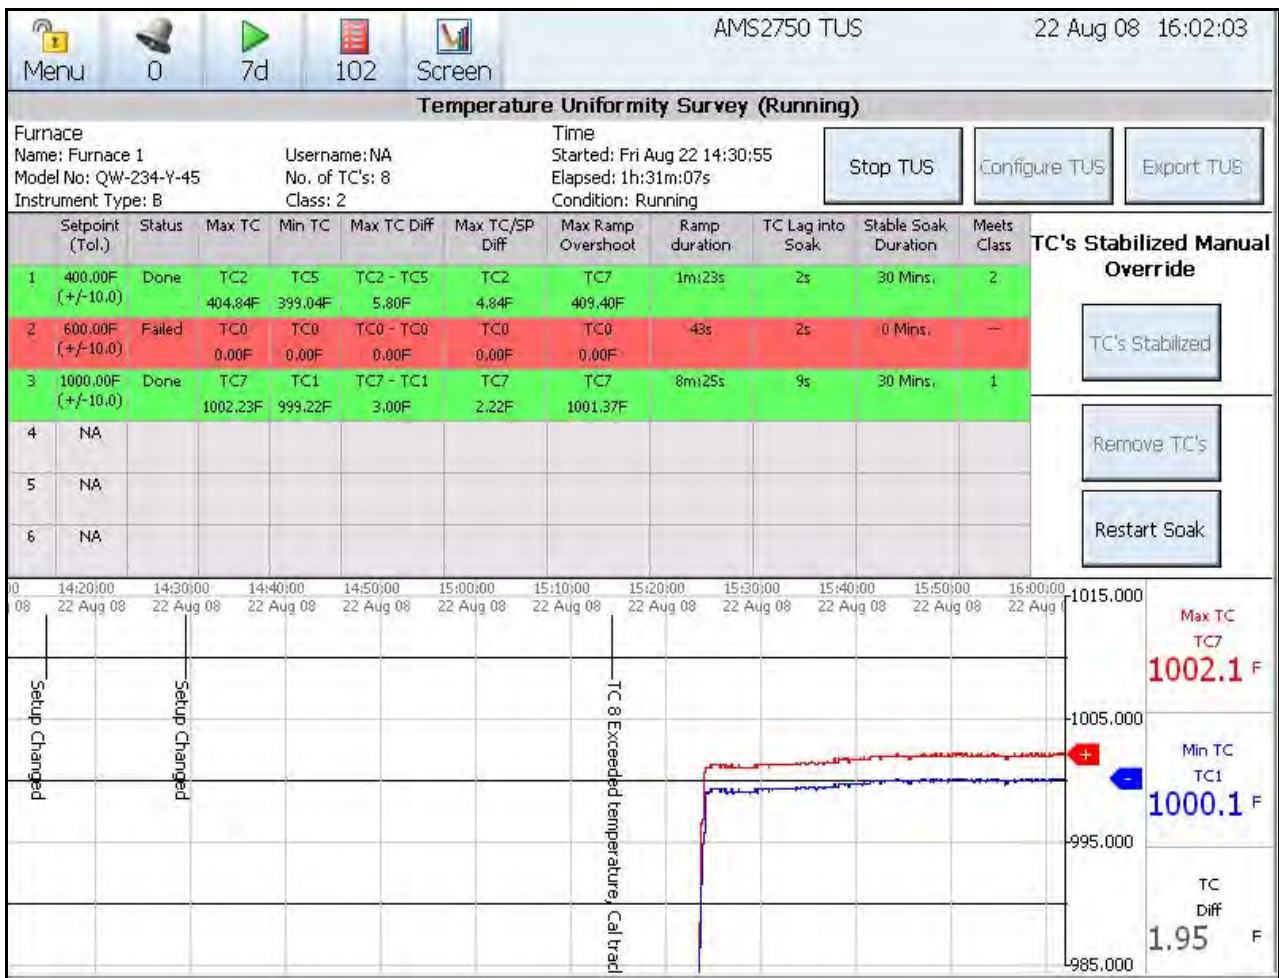 AMS2750 TUS
22 Aug 08 16:02:03
Menu 0 7d 102 Screen
Temperature Uniformity Survey (Running)
Furnace
Name: Furnace 1
Model No: QW-234-Y-45
Instrument Type: B
Username:NA
No. of TC's: 8
Class: 2
Time
Started: Fri Aug 22 14:30:55
Elapsed: 1h:31m:07s
Condition: Running
Stop TUS
Configure TUS
Export TUS
Setpoint (Tol.) Status Max TC Min TC Max TC Diff Max TC/SP Diff Max Ramp Overshoot Ramp duration TC Lag into Soak Stable Soak Duration Meets Class
1 400.00F Done TC2 TC5 TC2 - TC5 TC2 TC7 1m:23s 2s 30 Mins. 2
(+/-10.0) 404.84F 399.04F 5.80F 4.84F 409.40F
2 600.00F Failed TC0 TC0 TC0 - TC0 TC0 TC0 43s 2s 0 Mins. —
(+/-10.0) 0.00F 0.00F 0.00F 0.00F 0.00F
3 1000.00F Done TC7 TC1 TC7 - TC1 TC7 TC7 8m:25s 9s 30 Mins. 1
(+/-10.0) 1002.23F 999.22F 3.00F 2.22F 1001.37F
4 NA
5 NA
6 NA
TC's Stabilized Manual
Override
TC's Stabilized
Remove TC's
Restart Soak
00 14:20:00 14:30:00 14:40:00 14:50:00 15:00:00 15:10:00 15:20:00 15:30:00 15:40:00 15:50:00 16:00:00
08 22 Aug 08 22 Aug 08 22 Aug 08 22 Aug 08 22 Aug 08 22 Aug 08 22 Aug 08 22 Aug 08 22 Aug 08 22 Aug 08 22 Aug
Setup Changed
Setup Changed
TC 8 Exceeded temperature, Cal
1015.000
1005.000
995.000
985.000
Max TC
TC7
1002.1 F
Min TC
TC1
1000.1 F
TC
Diff
1.95 F